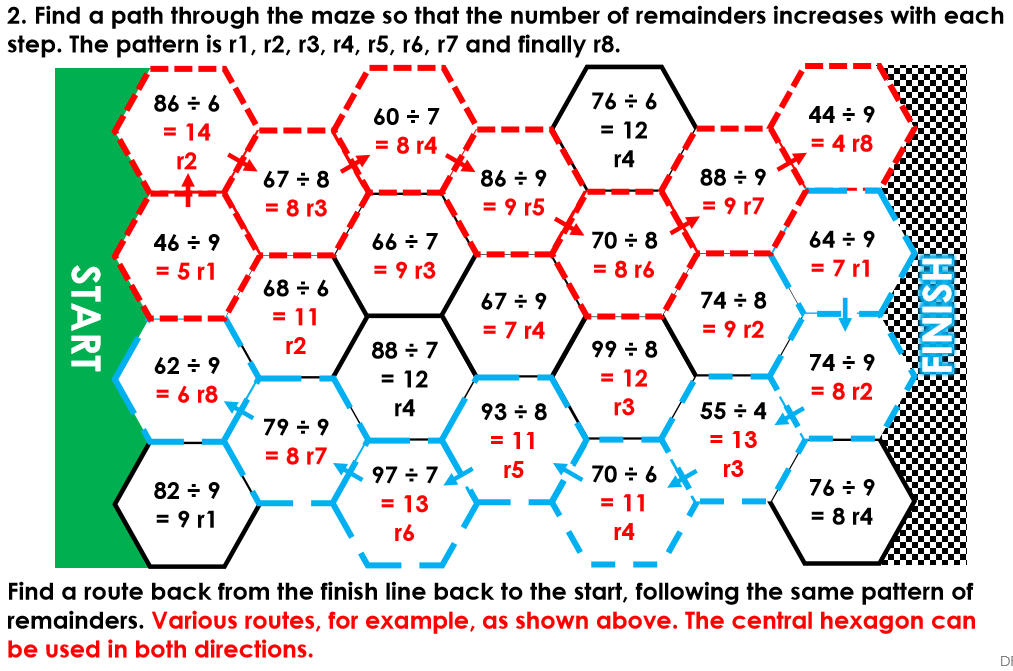 2. Find a path through the maze so that the number of remainders increases with each
step. The pattern is r1, r2, r3, r4, r5, r6, r7 and finally r8.
START
86 ÷ 6
= 14
r2
46 ÷ 9
= 5 r1
62 ÷ 9
= 6 r8
82 ÷ 9
= 9 r1
67 ÷ 8
= 8 r3
68 ÷ 6
= 11
r2
79 ÷ 9
= 8 r7
60 ÷ 7
= 8 r4
66 ÷ 7
= 9 r3
88 ÷ 7
= 12
r4
97 ÷ 7
= 13
r6
86 ÷ 9
= 9 r5
67 ÷ 9
= 7 r4
93 ÷ 8
= 11
r5
76 ÷ 6
= 12
r4
70 ÷ 8
= 8 r6
99 ÷ 8
= 12
r3
70 ÷ 6
= 11
r4
88 ÷ 9
= 9 r7
74 ÷ 8
= 9 r2
55 ÷ 4
= 13
r3
44 ÷ 9
= 4 r8
64 ÷ 9
= 7 r1
74 ÷ 9
= 8 r2
76 ÷ 9
= 8 r4
FINISH
Find a route back from the finish line back to the start, following the same pattern of
remainders. Various routes, for example, as shown above. The central hexagon can
be used in both directions.